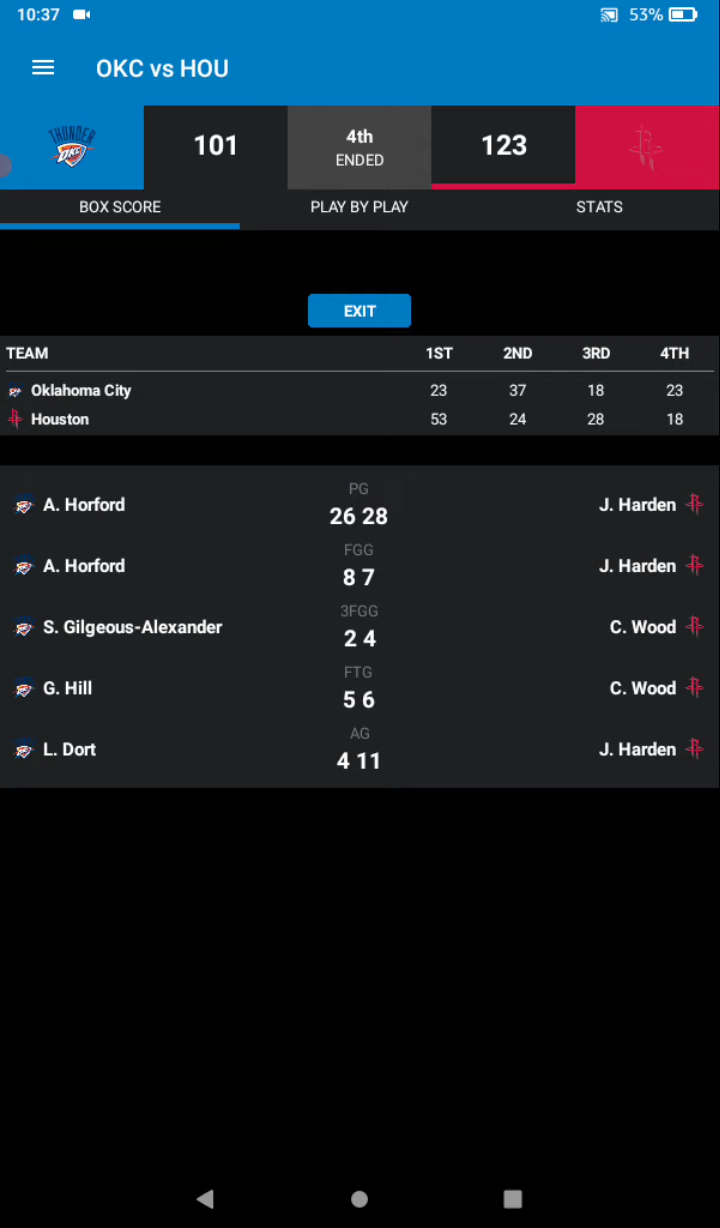 10:37 53%
OKC vs HOU
THUNDER OKC 101 4th ENDED 123
BOX SCORE PLAY BY PLAY STATS
EXIT
TEAM 1ST 2ND 3RD 4TH
Oklahoma City 23 37 18 23
Houston 53 24 28 18
PG
A. Horford 26 28 J. Harden
FGG
A. Horford 8 7 J. Harden
3FGG
S. Gilgeous-Alexander 2 4 C. Wood
FTG
G. Hill 5 6 C. Wood
AG
L. Dort 4 11 J. Harden